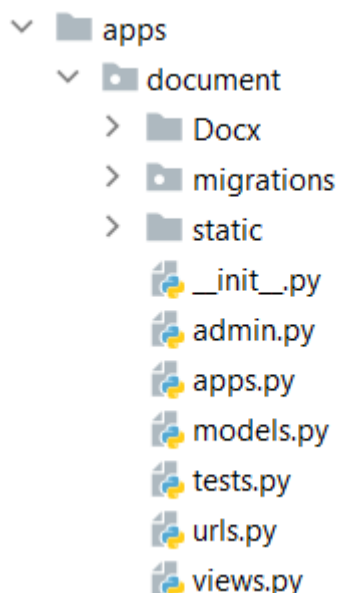 apps
document
Docx
migrations
static
__init__.py
admin.py
apps.py
models.py
tests.py
urls.py
views.py